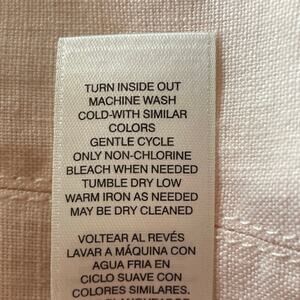 TURN INSIDE OUT
MACHINE WASH
COLD-WITH SIMILAR
COLORS
GENTLE CYCLE
ONLY NON-CHLORINE
BLEACH WHEN NEEDED
TUMBLE DRY LOW
WARM IRON AS NEEDED
MAY BE DRY CLEANED
VOLTEAR AL REVÉS
LAVAR A MÁQUINA CON
AGUA FRIA EN
CICLO SUAVE CON
COLORES SIMILARES.